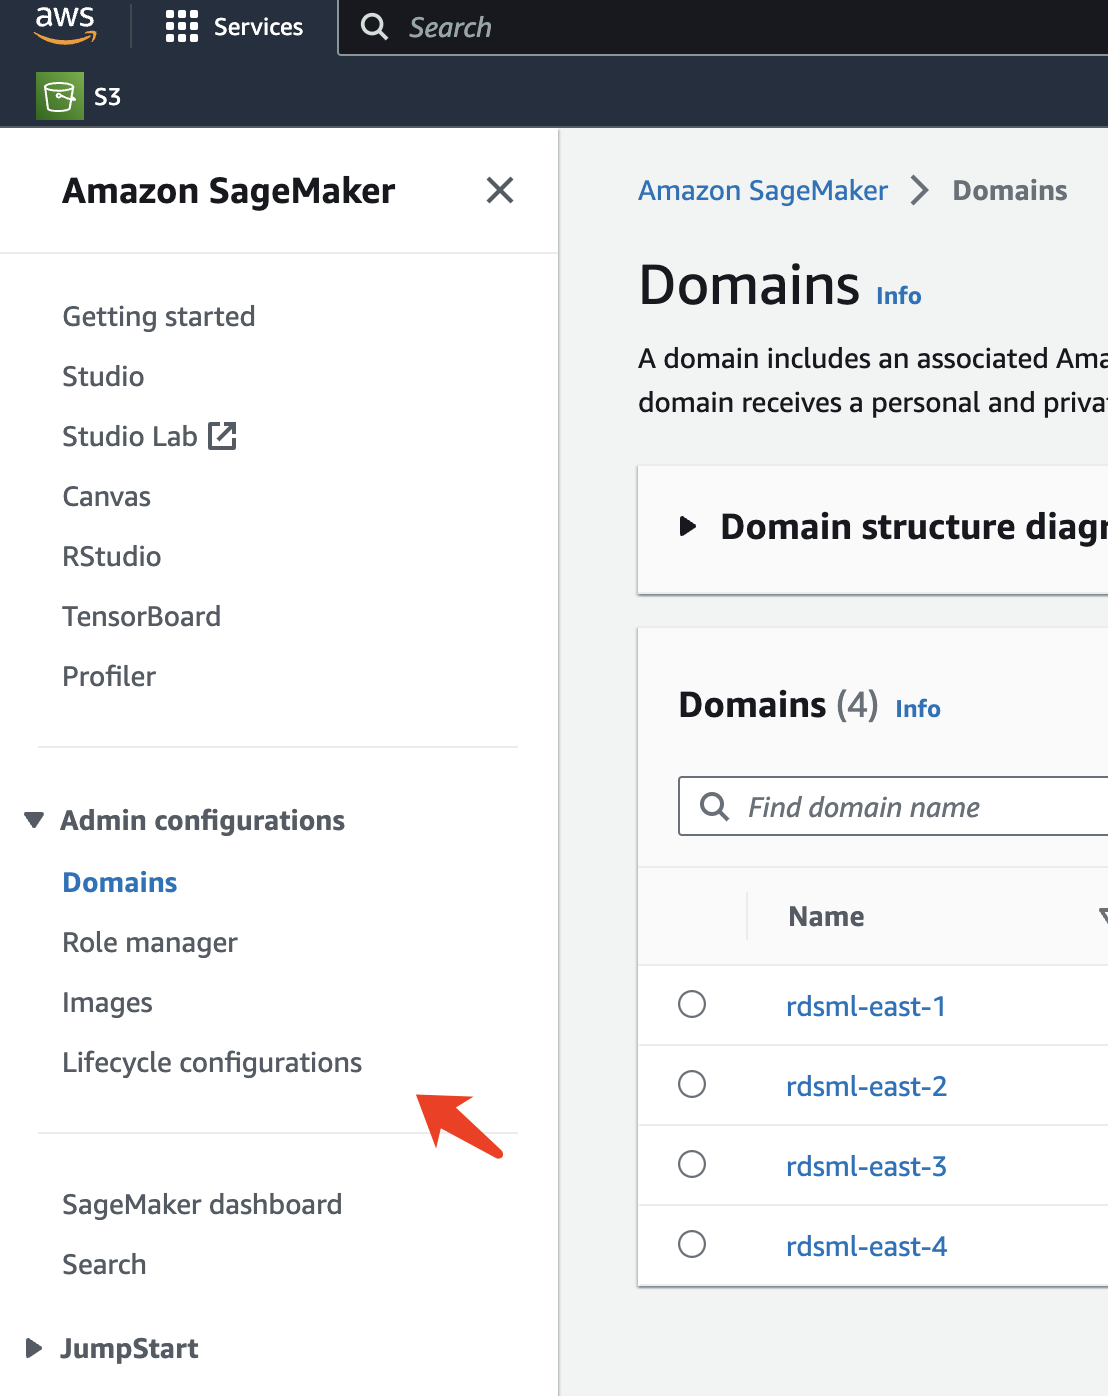 aws
Services
Search
S3
Amazon SageMaker
Getting started
Studio
Studio Lab
Canvas
RStudio
TensorBoard
Profiler
Admin configurations
Domains
Role manager
Images
Lifecycle configurations
SageMaker dashboard
Search
JumpStart
Amazon SageMaker > Domains
Domains Info
A domain includes an associated Ama
domain receives a personal and priva
Domain structure diagr
Domains (4) Info
Find domain name
Name
rdsml-east-1
rdsml-east-2
rdsml-east-3
rdsml-east-4